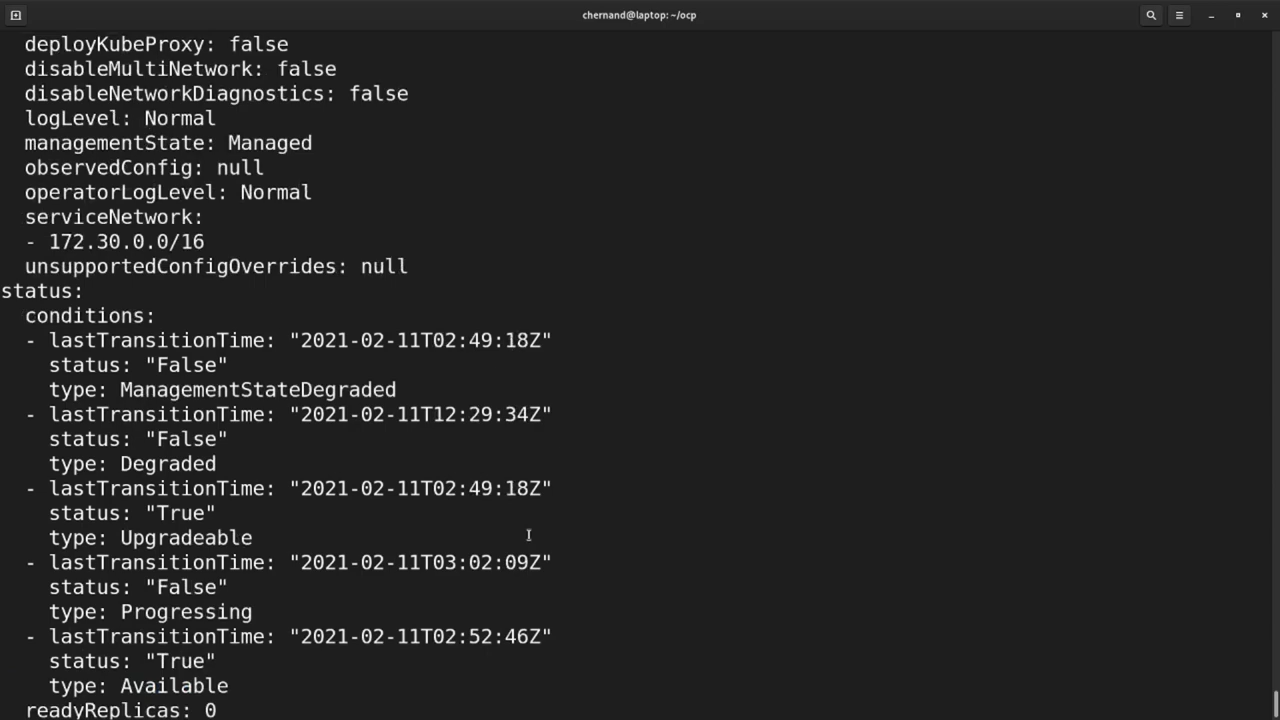 chernand@laptop: ~/ocp
deployKubeProxy: false
disableMultiNetwork: false
disableNetworkDiagnostics: false
logLevel: Normal
managementState: Managed
observedConfig: null
operatorLogLevel: Normal
serviceNetwork:
- 172.30.0.0/16
unsupportedConfigOverrides: null
status:
conditions:
- lastTransitionTime: "2021-02-11T02:49:18Z"
status: "False"
type: ManagementStateDegraded
- lastTransitionTime: "2021-02-11T12:29:34Z"
status: "False"
type: Degraded
- lastTransitionTime: "2021-02-11T02:49:18Z"
status: "True"
type: Upgradeable
- lastTransitionTime: "2021-02-11T03:02:09Z"
status: "False"
type: Progressing
- lastTransitionTime: "2021-02-11T02:52:46Z"
status: "True"
type: Available
readyReplicas: 0